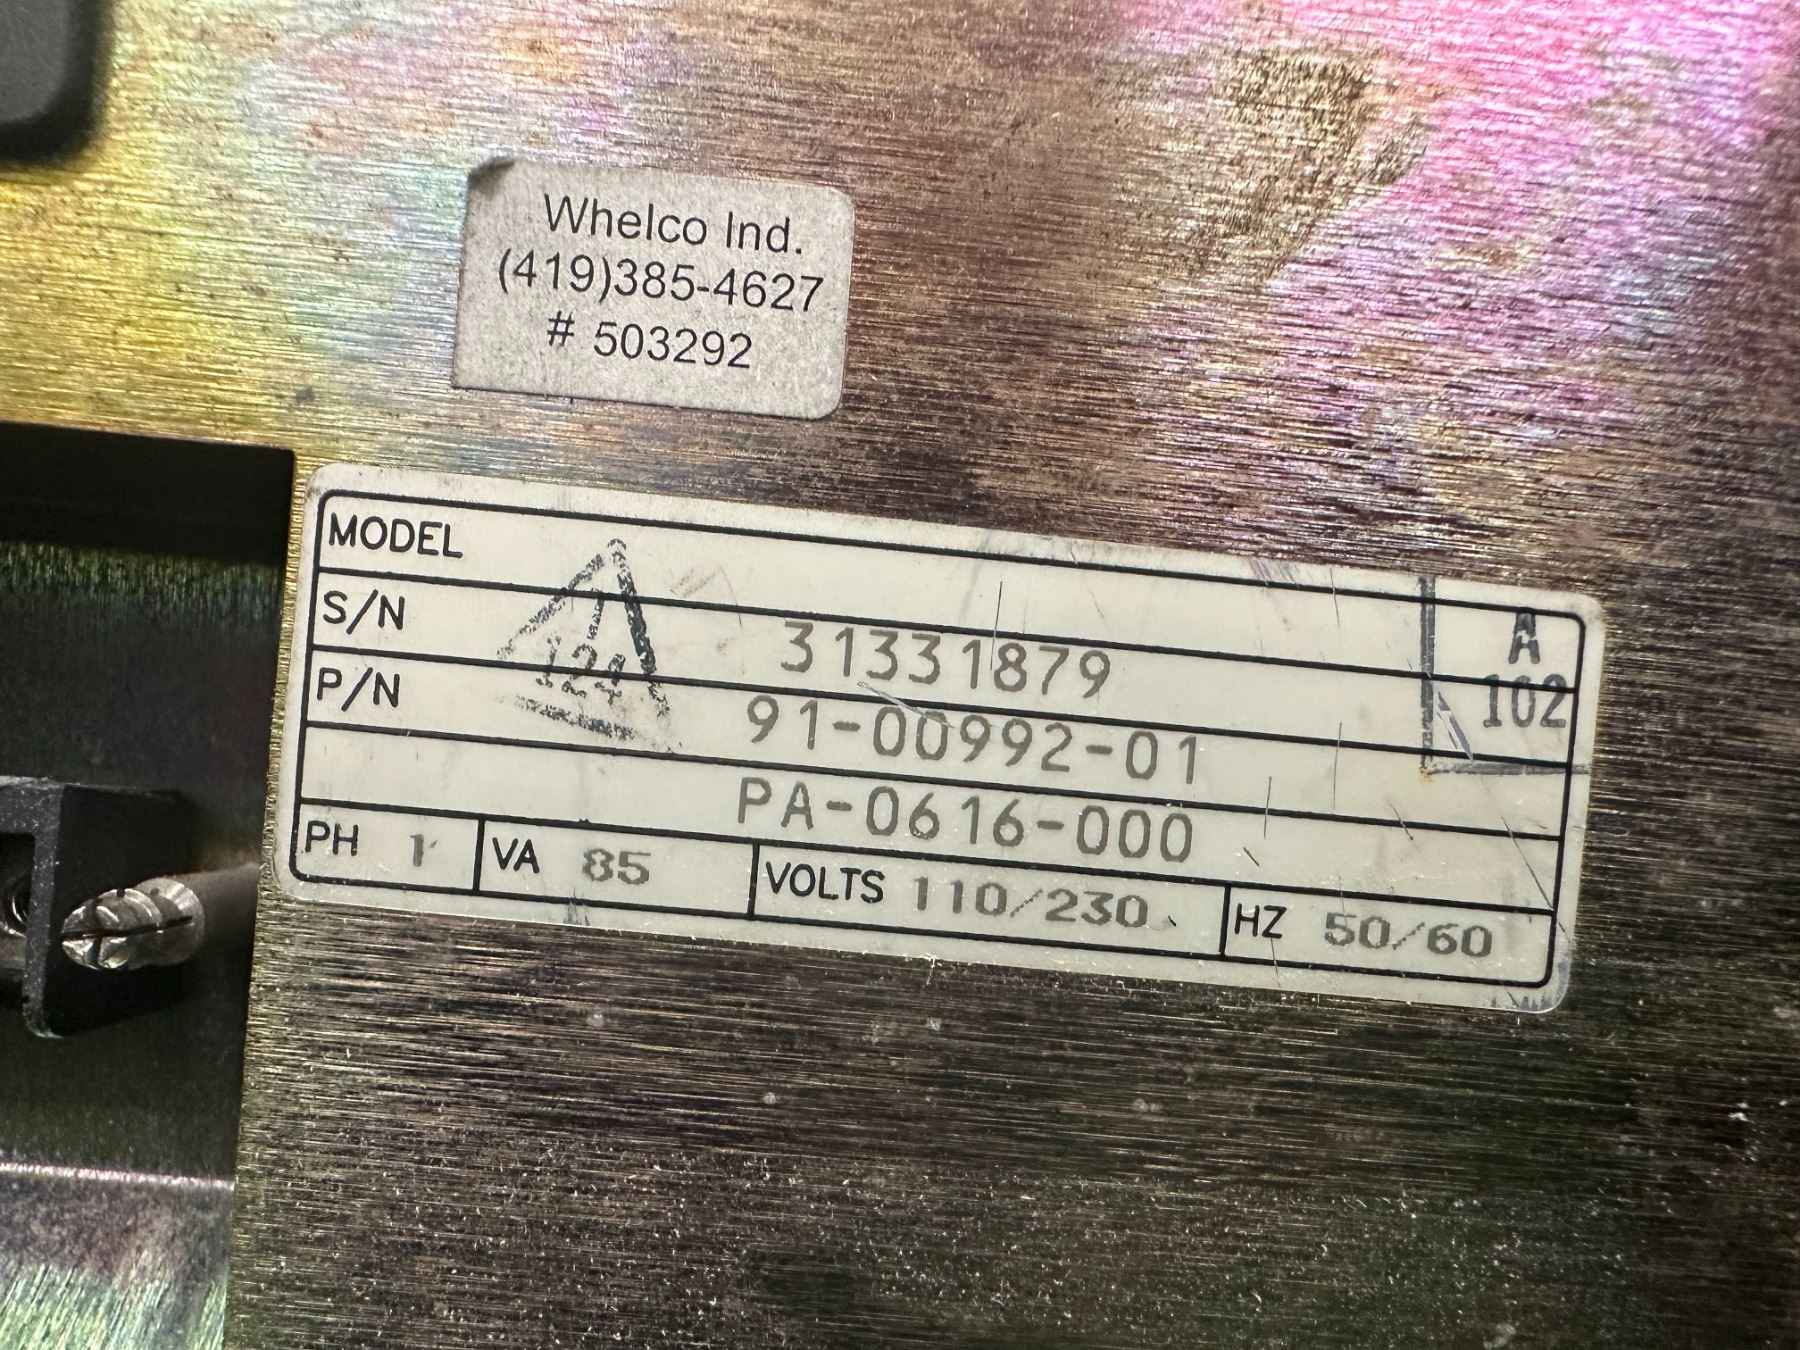 Whelco Ind.
(419)385-4627
# 503292
MODEL
S/N 31331879
P/N 91-00992-01
PA-0616-000
PH 1 VA 85 VOLTS 110/230 HZ 50/60
124
A
102